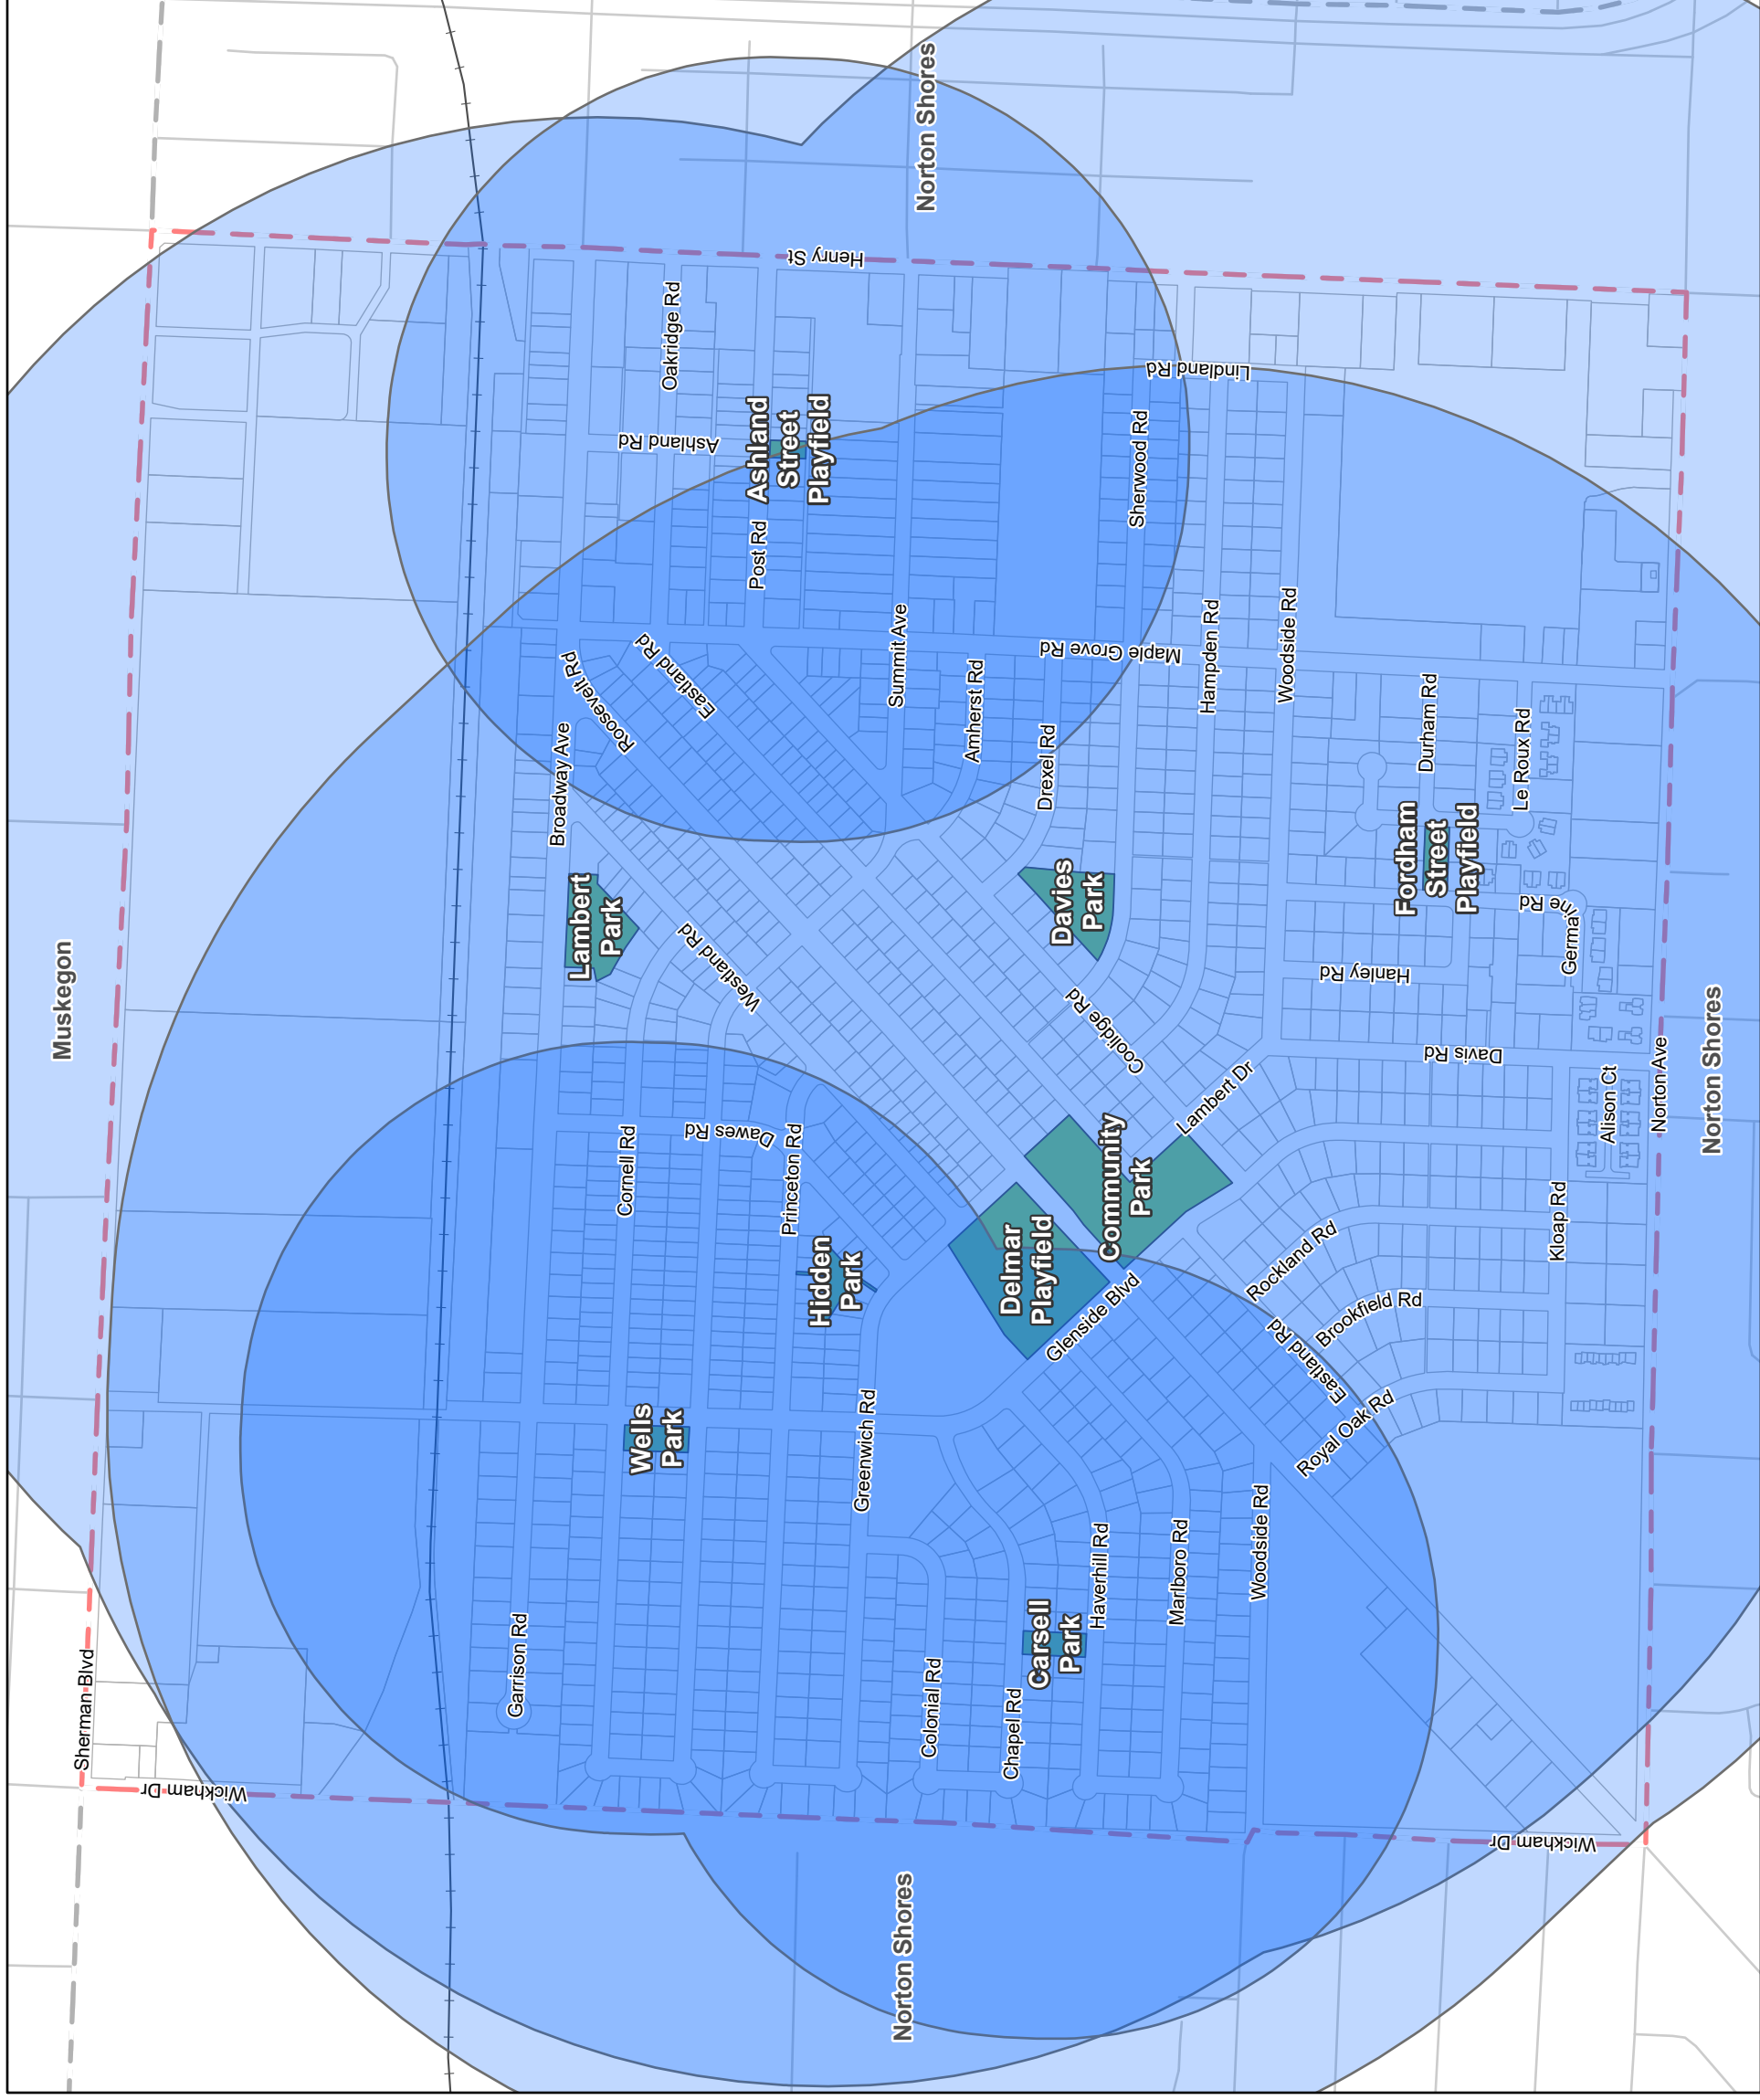 Muskegon
Sherman Blvd
Wickham Dr
Norton Shores
Henry St
Oakridge Rd
Ashland Rd
Ashland
Street
Playfield
Post Rd
Lindland Rd
Sherwood Rd
Summit Ave
Maple Grove Rd
Hampden Rd
Woodside Rd
Roosevelt Rd
Eastland Rd
Broadway Ave
Amherst Rd
Drexel Rd
Durham Rd
Le Roux Rd
Lambert
Park
Westland Rd
Davies
Park
Fordham
Street
Playfield
Germaine Rd
Hanley Rd
Coolidge Rd
Davis Rd
Lambert Dr
Alison Ct
Norton Ave
Norton Shores
Cornell Rd
Dawes Rd
Princeton Rd
Community
Park
Delmar
Playfield
Hidden
Park
Glenside Blvd
Rockland Rd
Brookfield Rd
Eastland Rd
Kloap Rd
Royal Oak Rd
Wells
Park
Greenwich Rd
Garrison Rd
Colonial Rd
Chapel Rd
Carsell
Park
Haverhill Rd
Marlboro Rd
Woodside Rd
Wickham Dr
Norton Shores